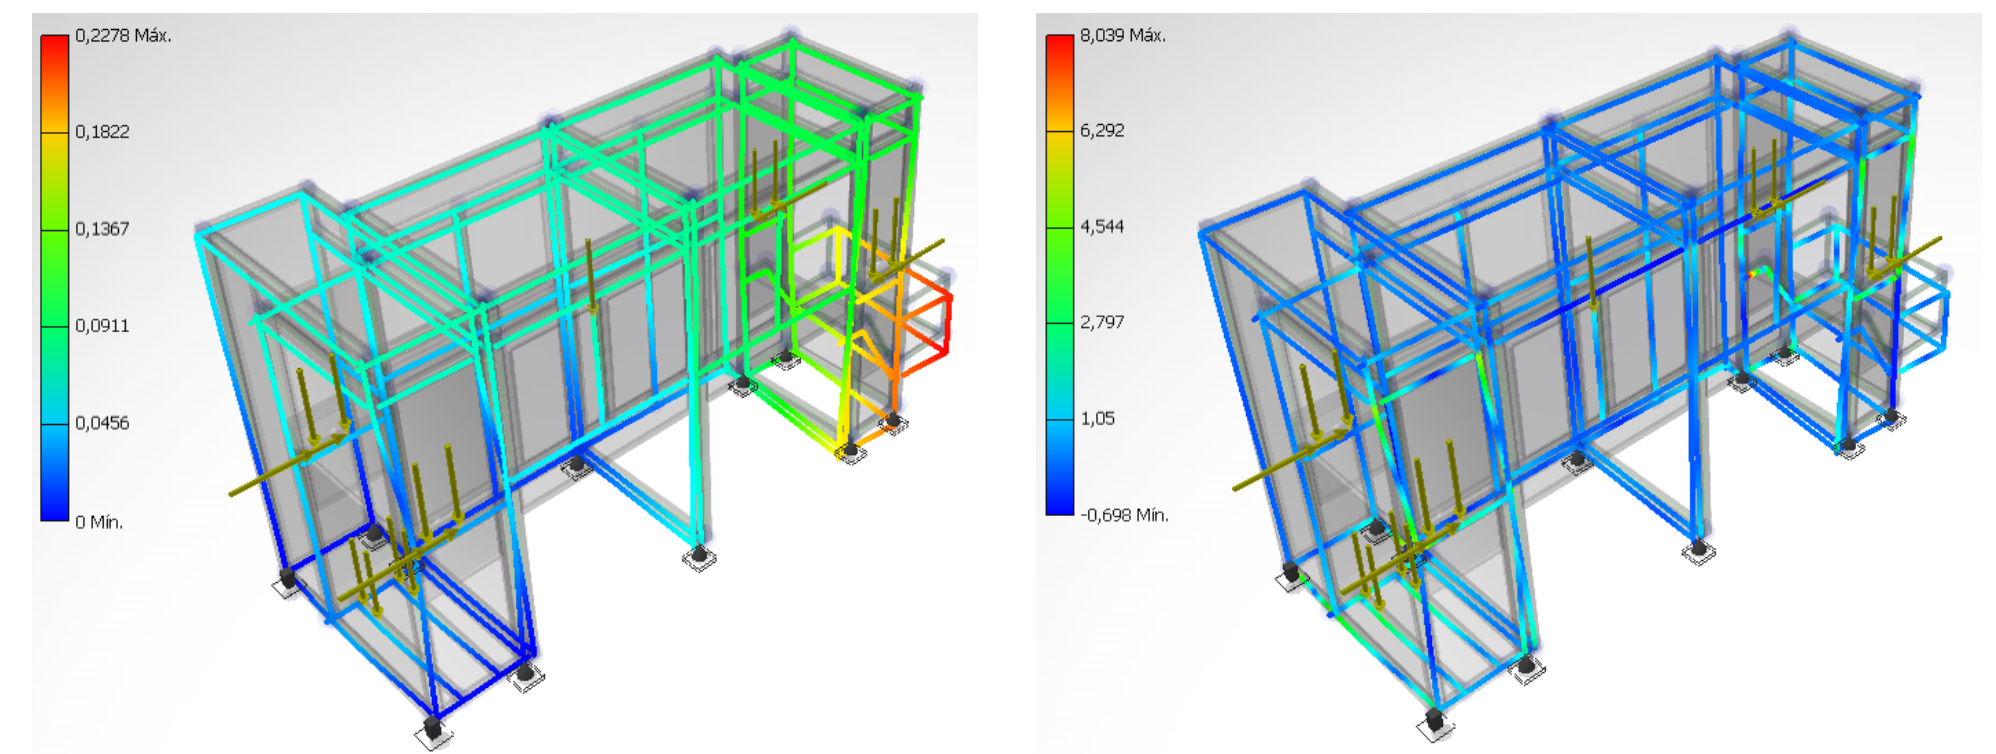 0,2278 Máx.
0,1822
0,1367
0,0911
0,0456
0 Mín.
8,039 Máx.
6,292
4,544
2,797
1,05
-0,698 Mín.